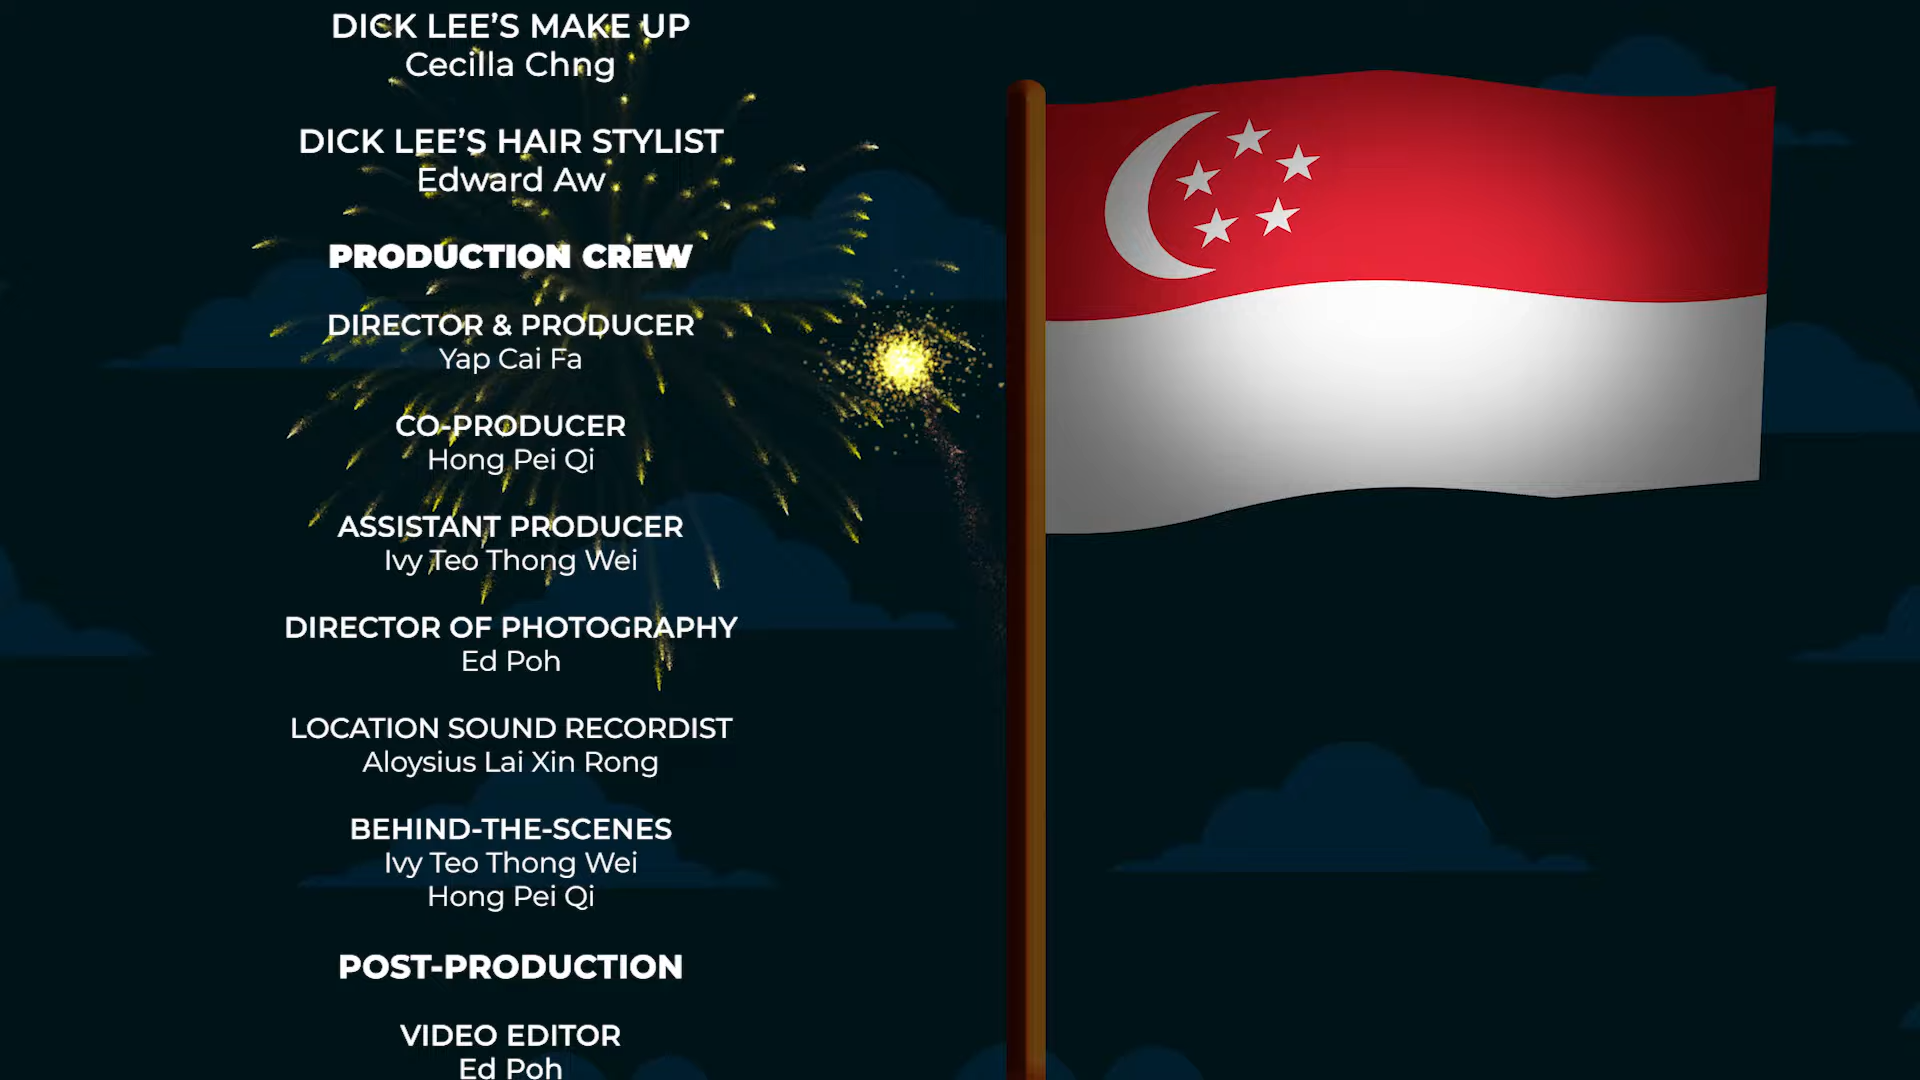 DICK LEE'S MAKE UP
Cecilla Chng
DICK LEE'S HAIR STYLIST
Edward Aw
PRODUCTION CREW
DIRECTOR & PRODUCER
Yap Cai Fa
CO-PRODUCER
Hong Pei Qi
ASSISTANT PRODUCER
Ivy Teo Thong Wei
DIRECTOR OF PHOTOGRAPHY
Ed Poh
LOCATION SOUND RECORDIST
Aloysius Lai Xin Rong
BEHIND-THE-SCENES
Ivy Teo Thong Wei
Hong Pei Qi
POST-PRODUCTION
VIDEO EDITOR
Ed Poh